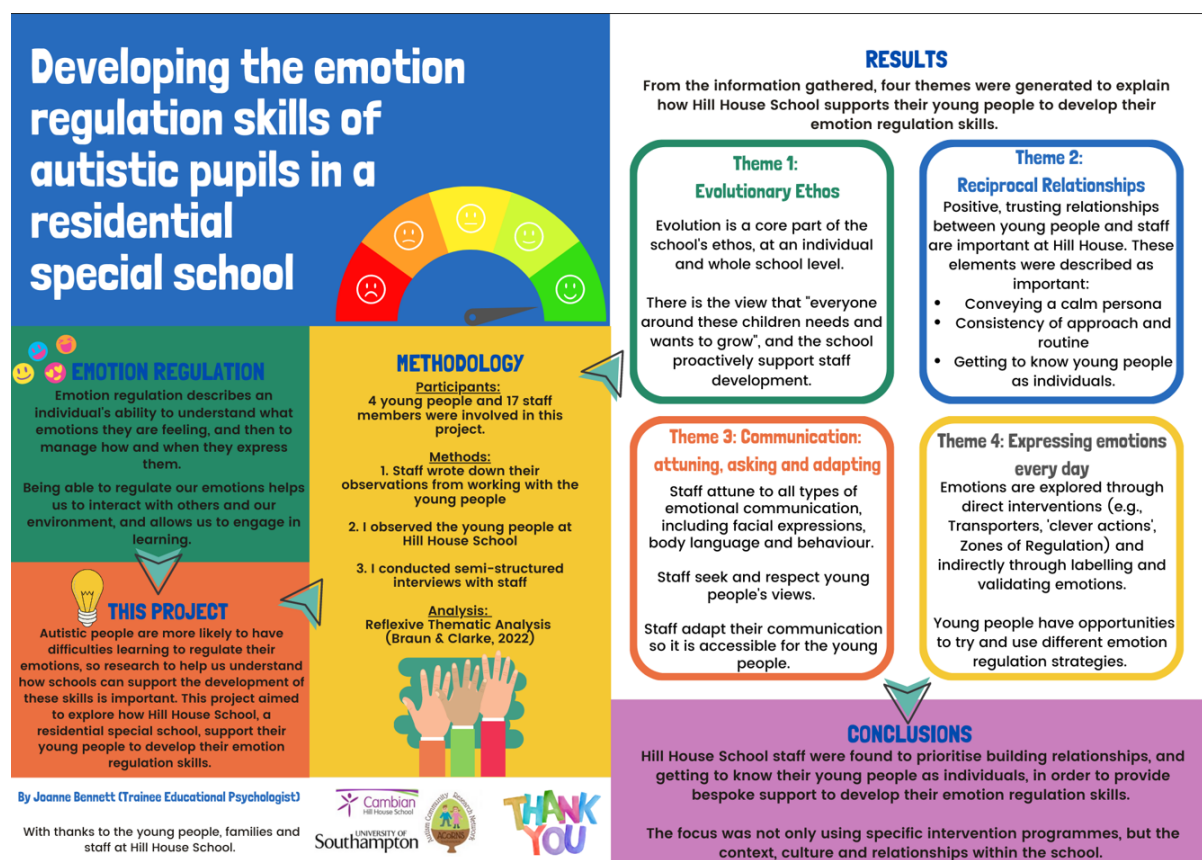 Developing the emotion
regulation skills of
autistic pupils in a
residential
special school
EMOTION REGULATION
Emotion regulation describes an
individual's ability to understand what
emotions they are feeling, and then to
manage how and when they express
them.
Being able to regulate our emotions helps
us to interact with others and our
environment, and allows us to engage in
learning.
THIS PROJECT
Autistic people are more likely to have
difficulties learning to regulate their
emotions, so research to help us understand
how schools can support the development of
these skills is important. This project aimed
to explore how Hill House School, a
residential special school, support their
young people to develop their emotion
regulation skills.
By Joanne Bennett (Trainee Educational Psychologist)
With thanks to the young people, families and
staff at Hill House School.
METHODOLOGY
Participants:
4 young people and 17 staff
members were involved in this
project.
Methods:
1. Staff wrote down their
observations from working with the
young people
2. I observed the young people at
Hill House School
3. I conducted semi-structured
interviews with staff
Analysis:
Reflexive Thematic Analysis
(Braun & Clarke, 2022)
Cambian
Hill House School
UNIVERSITY OF
Southampton
Autism Community Research Network
ACoRNS
THANK
YOU
RESULTS
From the information gathered, four themes were generated to explain
how Hill House School supports their young people to develop their
emotion regulation skills.
Theme 1:
Evolutionary Ethos
Evolution is a core part of the
school's ethos, at an individual
and whole school level.
There is the view that "everyone
around these children needs and
wants to grow", and the school
proactively support staff
development.
Theme 2:
Reciprocal Relationships
Positive, trusting relationships
between young people and staff
are important at Hill House. These
elements were described as
important:
• Conveying a calm persona
• Consistency of approach and
routine
• Getting to know young people
as individuals.
Theme 3: Communication:
attuning, asking and adapting
Staff attune to all types of
emotional communication,
including facial expressions,
body language and behaviour.
Staff seek and respect young
people's views.
Staff adapt their communication
so it is accessible for the young
people.
Theme 4: Expressing emotions
every day
Emotions are explored through
direct interventions (e.g.,
Transporters, 'clever actions',
Zones of Regulation) and
indirectly through labelling and
validating emotions.
Young people have opportunities
to try and use different emotion
regulation strategies.
CONCLUSIONS
Hill House School staff were found to prioritise building relationships, and
getting to know their young people as individuals, in order to provide
bespoke support to develop their emotion regulation skills.
The focus was not only using specific intervention programmes, but the
context, culture and relationships within the school.